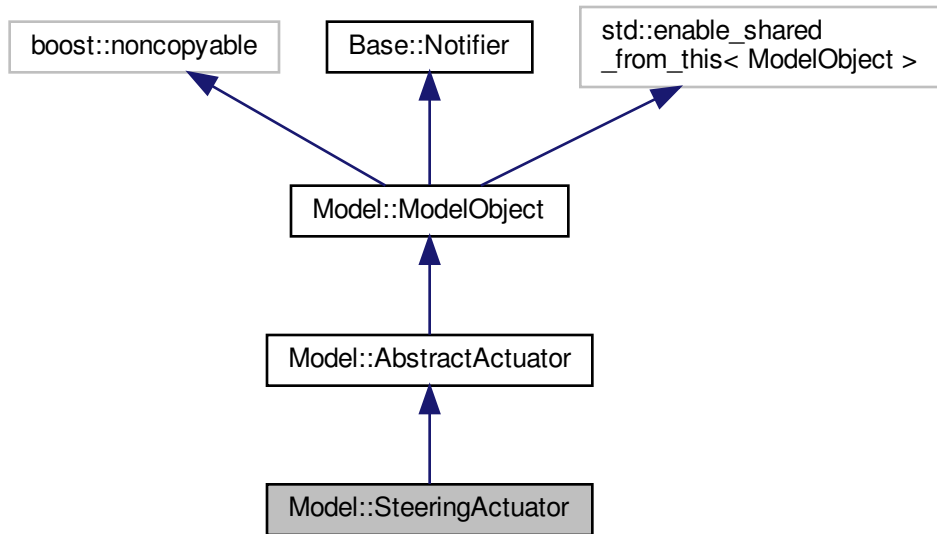 boost::noncopyable
Base::Notifier
std::enable_shared
_from_this< ModelObject >
Model::ModelObject
Model::AbstractActuator
Model::SteeringActuator